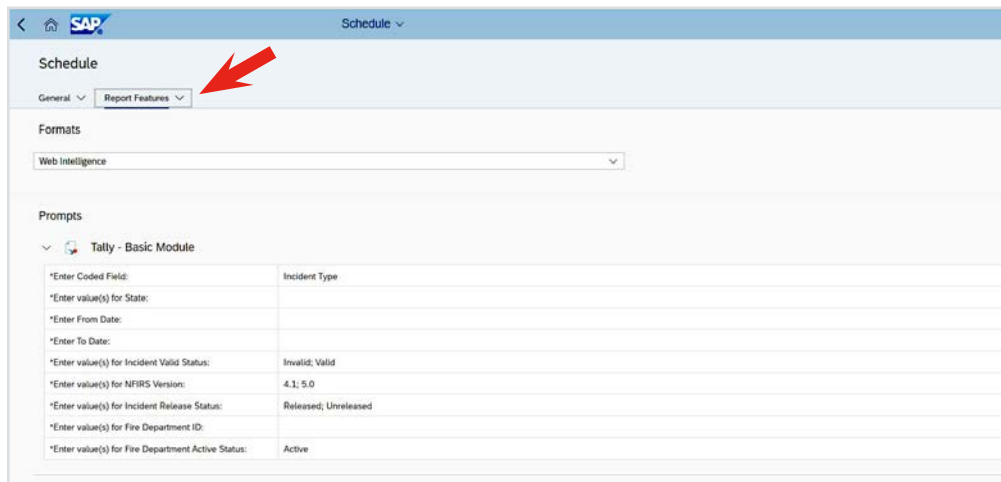 SAP
Schedule
Schedule
General
Report Features
Formats
Web Intelligence
Prompts
Tally - Basic Module
*Enter Coded Field: Incident Type
*Enter value(s) for State:
*Enter From Date:
*Enter To Date:
*Enter value(s) for Incident Valid Status: Invalid; Valid
*Enter value(s) for NFIRS Version: 4.1; 5.0
*Enter value(s) for Incident Release Status: Released; Unreleased
*Enter value(s) for Fire Department ID:
*Enter value(s) for Fire Department Active Status: Active